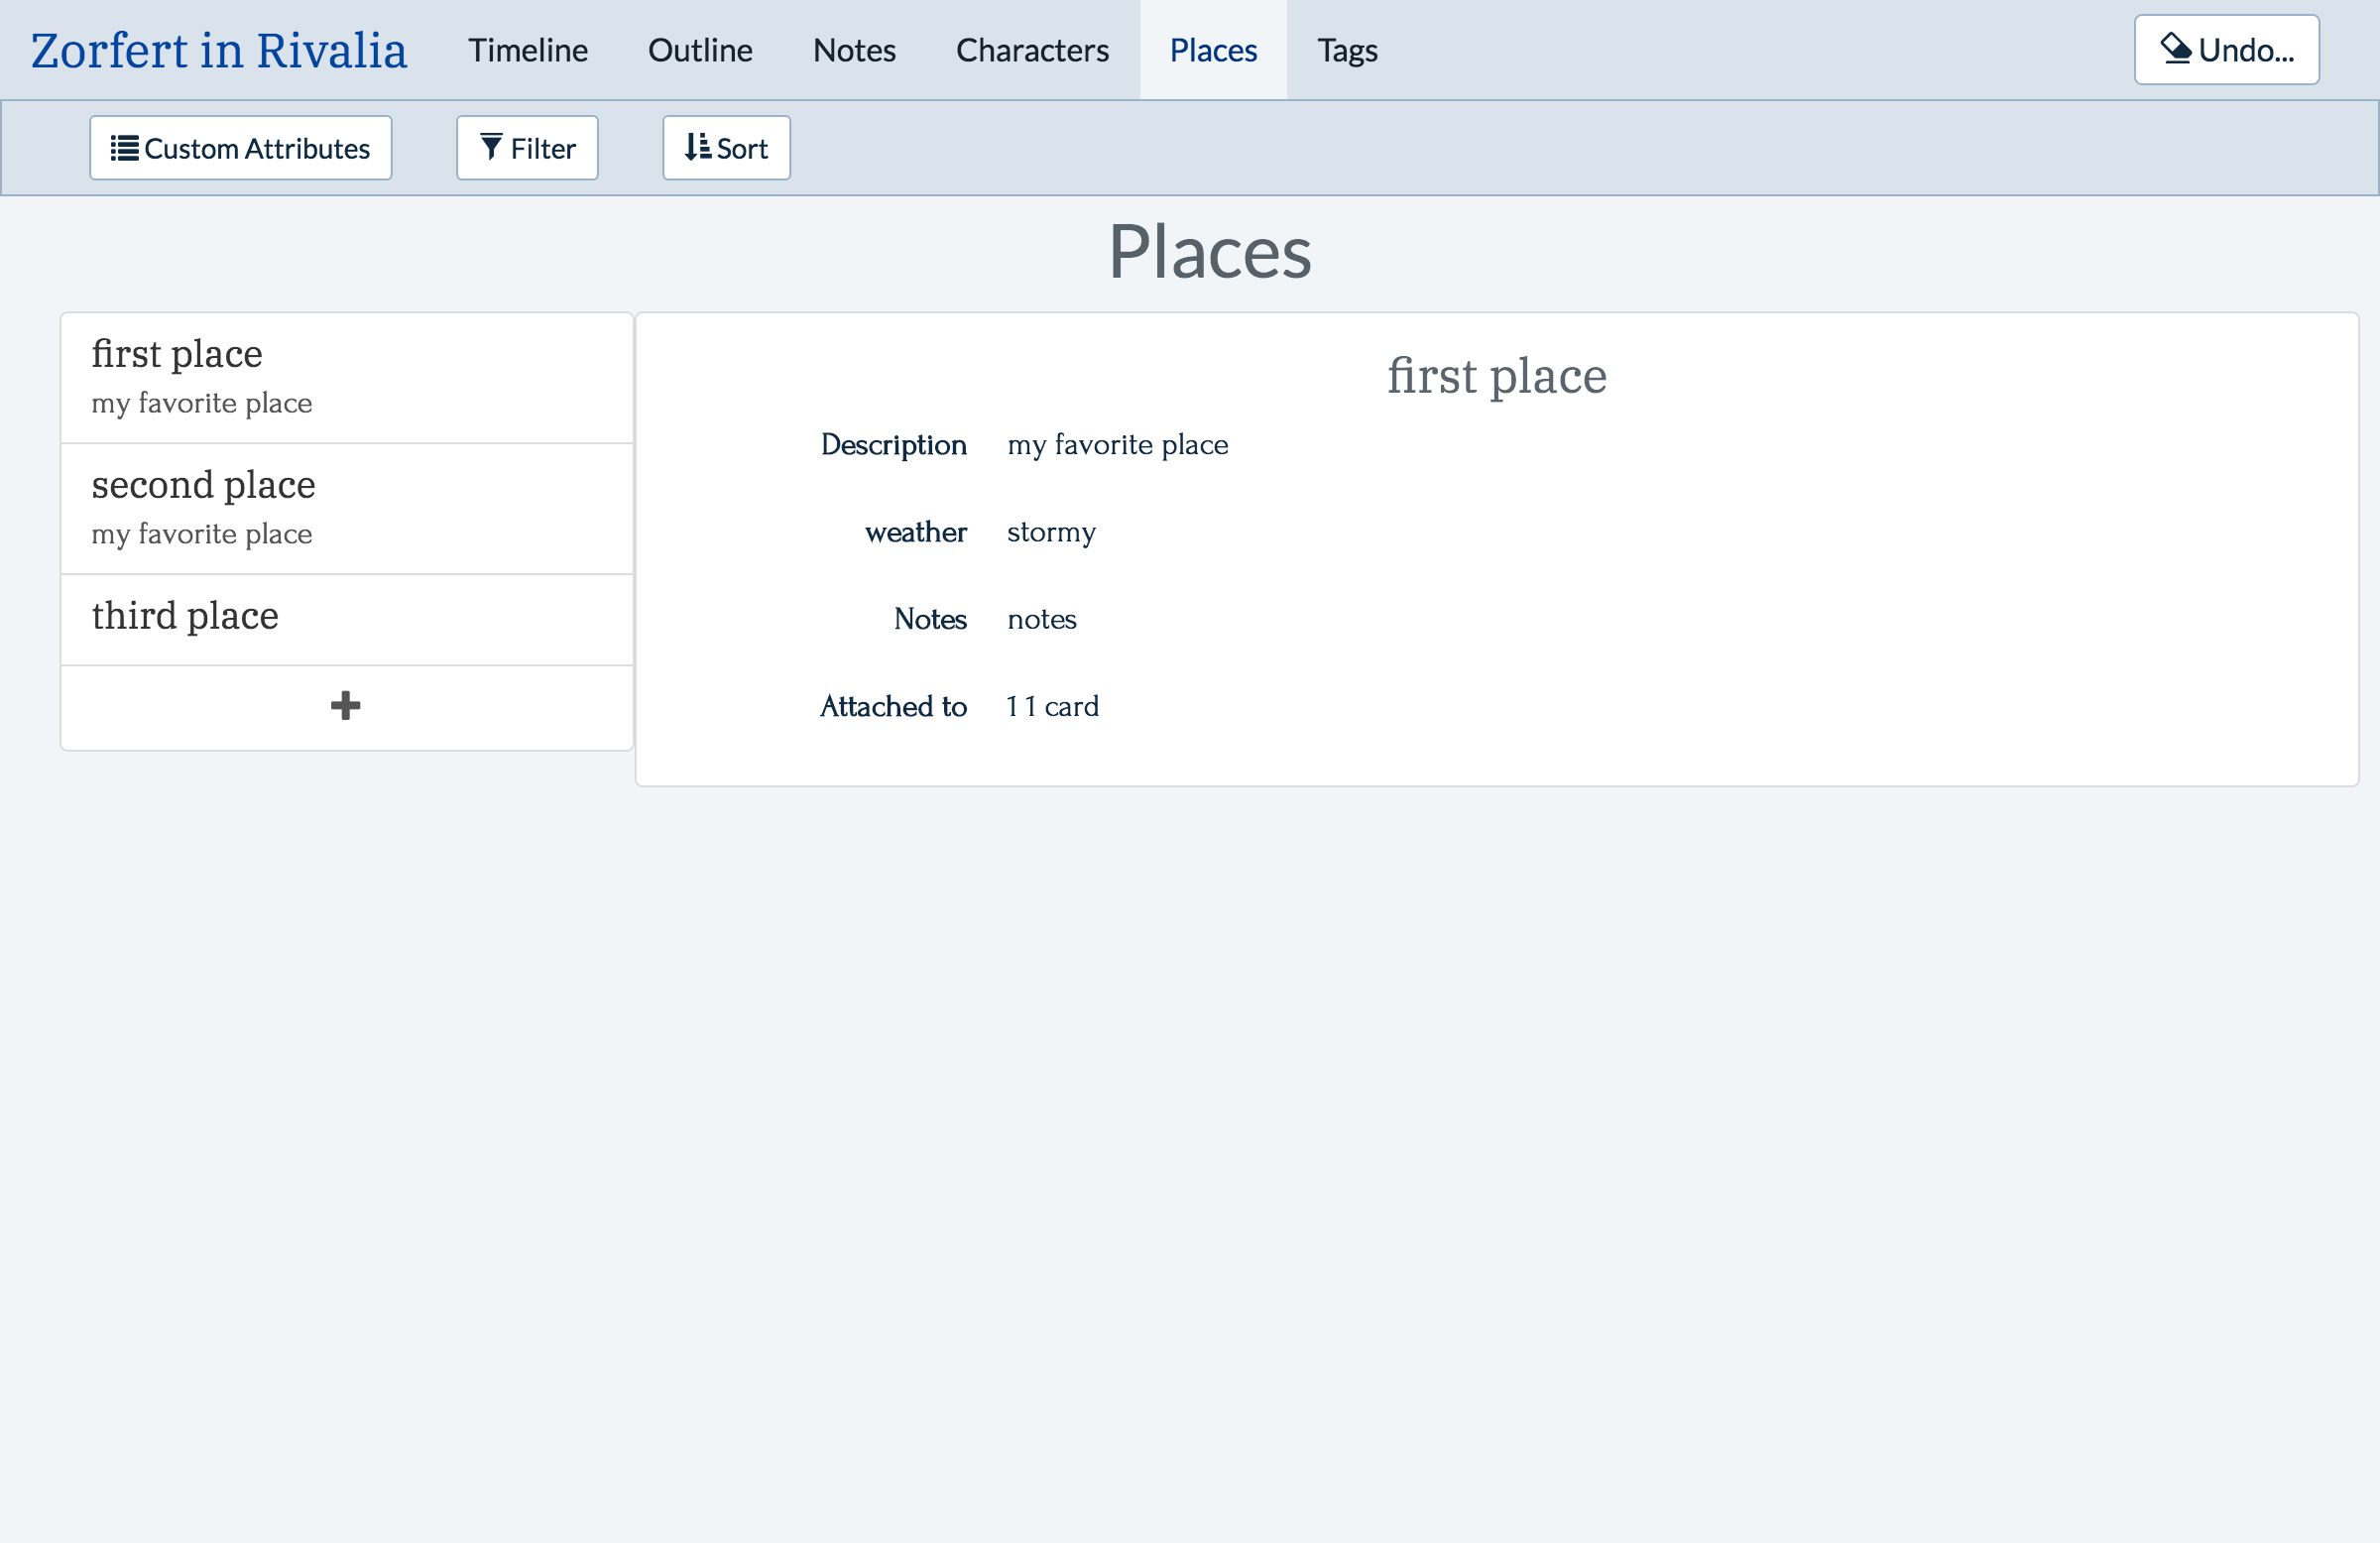 Zorfert in Rivalia Timeline Outline Notes Characters Places Tags Undo...
Custom Attributes Filter Sort
Places
first place
my favorite place
second place
my favorite place
third place
first place
Description my favorite place
weather stormy
Notes notes
Attached to 1 1 card